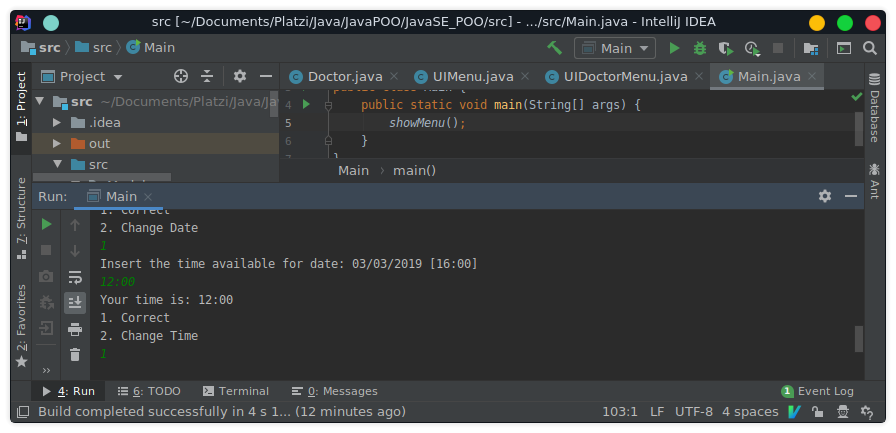 src [~/Documents/Platzi/Java/JavaPOO/JavaSE_POO/src] - .../src/Main.java - IntelliJ IDEA
src src Main Main
Project Doctor.java UIMenu.java UIDoctorMenu.java Main.java
1: Project
7: Structure
2: Favorites
src ~/Documents/Platzi/Java/Ja
.idea
out
src
public class Main {
4 public static void main(String[] args) {
5 showMenu();
6 }
7 }
Main main()
Database
Ant
Run: Main
1. Correct
2. Change Date
1
Insert the time available for date: 03/03/2019 [16:00]
12:00
Your time is: 12:00
1. Correct
2. Change Time
1
4: Run 6: TODO Terminal 0: Messages 1 Event Log
Build completed successfully in 4 s 1... (12 minutes ago) 103:1 LF UTF-8 4 spaces